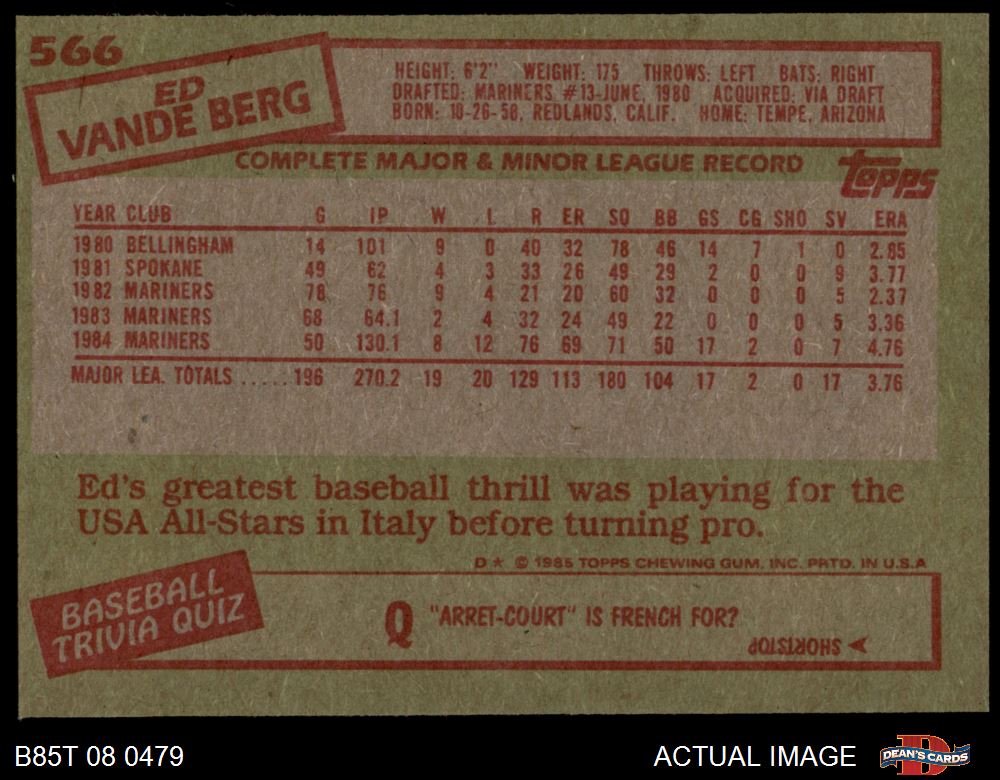 566
ED
VANDE BERG
HEIGHT: 6'2" WEIGHT: 175 THROWS: LEFT BATS: RIGHT
DRAFTED: MARINERS #13-JUNE, 1980 ACQUIRED: VIA DRAFT
BORN: 10-26-58, REDLANDS, CALIF. HOME: TEMPE, ARIZONA
COMPLETE MAJOR & MINOR LEAGUE RECORD
topps
YEAR CLUB G IP W L R ER SO BB GS CG SHO SV ERA
1980 BELLINGHAM 14 101 9 0 40 32 78 46 14 7 1 0 2.85
1981 SPOKANE 49 62 4 3 33 26 49 29 2 0 0 9 3.77
1982 MARINERS 78 76 9 4 21 20 60 32 0 0 0 5 2.37
1983 MARINERS 68 64.1 2 4 32 24 49 22 0 0 0 5 3.36
1984 MARINERS 50 130.1 8 12 76 69 71 50 17 2 0 7 4.76
MAJOR LEA. TOTALS ..... 196 270.2 19 20 129 113 180 104 17 2 0 17 3.76
Ed's greatest baseball thrill was playing for the
USA All-Stars in Italy before turning pro.
D* © 1985 TOPPS CHEWING GUM, INC. PRTD. IN U.S.A
BASEBALL
TRIVIA QUIZ
Q "ARRET-COURT" IS FRENCH FOR?
SHORTSTOP
B85T 08 0479
ACTUAL IMAGE
DEAN'S CARDS